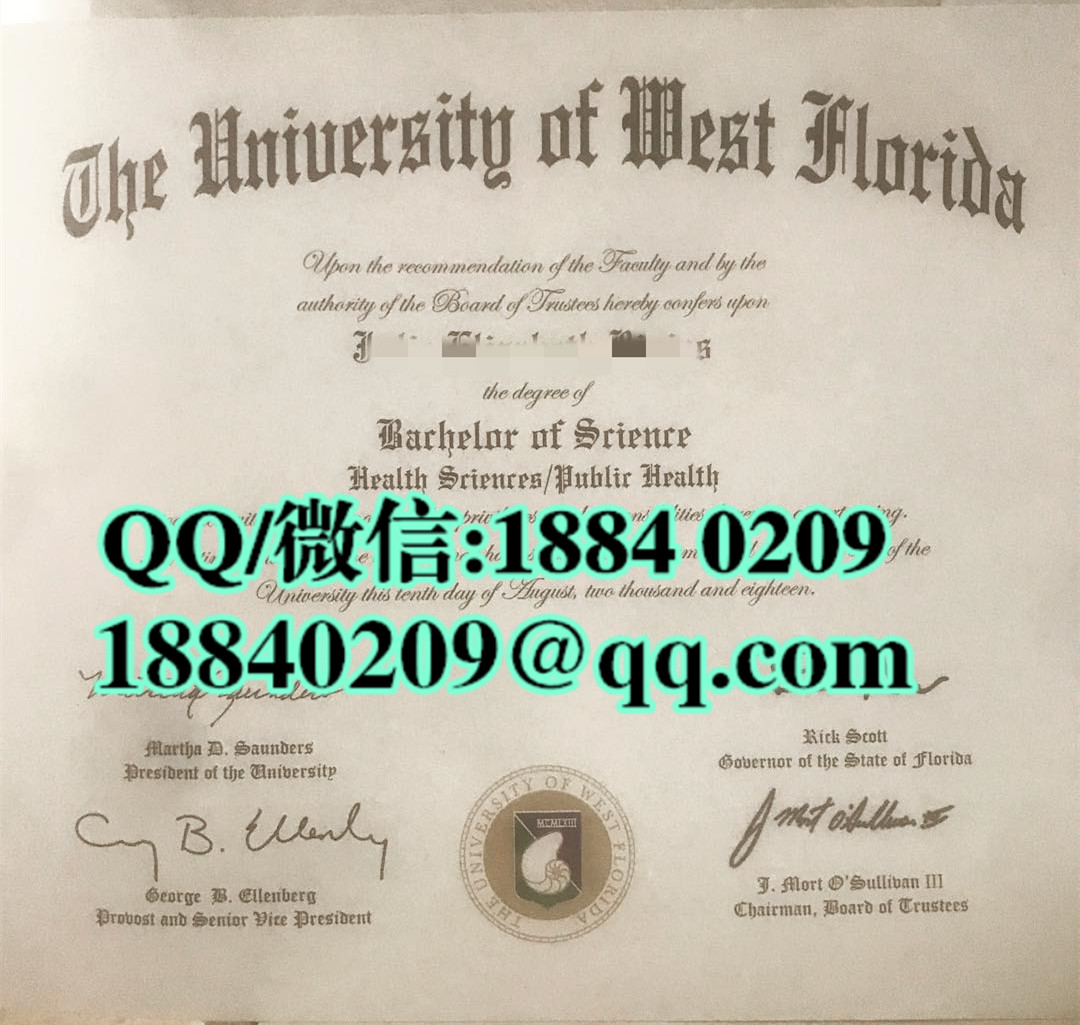 The University of West Florida
Upon the recommendation of the Faculty and by the
authority of the Board of Trustees hereby confers upon
the degree of
Bachelor of Science
Health Sciences/Public Health
QQ/微信:1884 0209
of the
University this tenth day of August, two thousand and eighteen.
18840209@qq.com
Martha D. Saunders
President of the University
Rick Scott
Governor of the State of Florida
George B. Ellenberg
Provost and Senior Vice President
THE UNIVERSITY OF WEST FLORIDA
MCMLXIII
J. Mort O'Sullivan III
Chairman, Board of Trustees